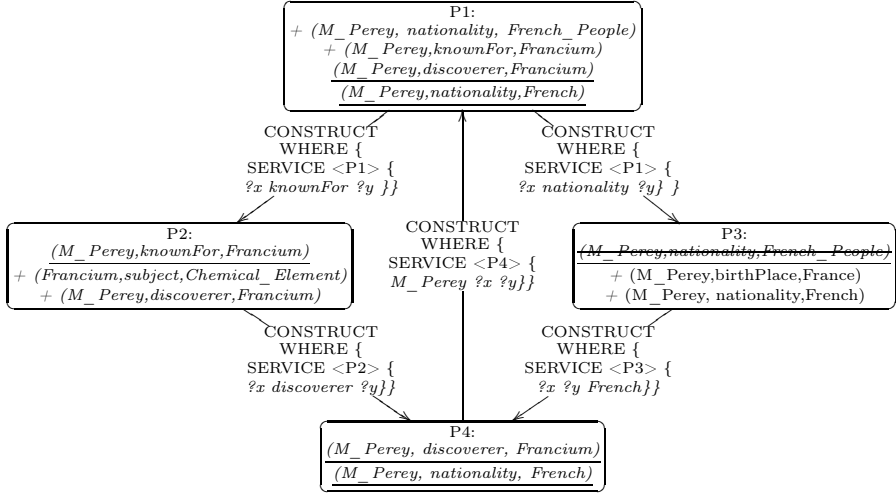 P1:
+ (M_Perey, nationality, French_People)
+ (M_Perey,knownFor,Francium)
(M_Perey,discoverer,Francium)
(M_Perey,nationality,French)
CONSTRUCT
WHERE {
SERVICE <P1> {
?x knownFor ?y }}
CONSTRUCT
WHERE {
SERVICE <P1> {
?x nationality ?y} }
P2:
(M_Perey,knownFor,Francium)
+ (Francium,subject,Chemical_Element)
+ (M_Perey,discoverer,Francium)
CONSTRUCT
WHERE {
SERVICE <P4> {
M_Perey ?x ?y}}
P3:
(M_Perey,nationality,French_People)
+ (M_Perey,birthPlace,France)
+ (M_Perey, nationality,French)
CONSTRUCT
WHERE {
SERVICE <P2> {
?x discoverer ?y}}
CONSTRUCT
WHERE {
SERVICE <P3> {
?x ?y French}}
P4:
(M_Perey, discoverer, Francium)
(M_Perey, nationality, French)